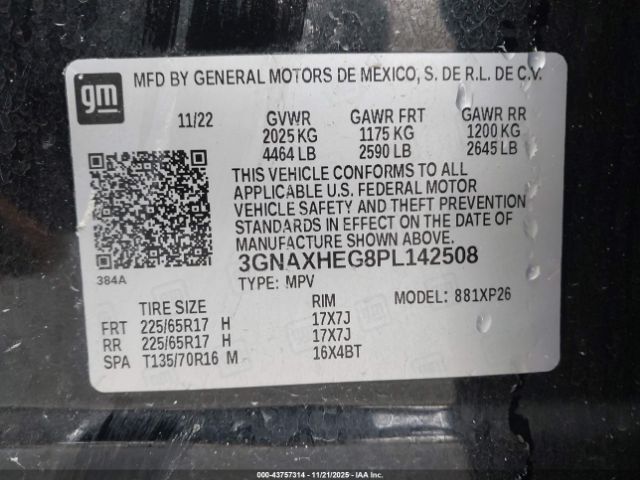 gm
MFD BY GENERAL MOTORS DE MEXICO, S. DE R.L. DE C.V.
11/22 GVWR GAWR FRT GAWR RR
2025 KG 1175 KG 1200 KG
4464 LB 2590 LB 2645 LB
THIS VEHICLE CONFORMS TO ALL
APPLICABLE U.S. FEDERAL MOTOR
VEHICLE SAFETY AND THEFT PREVENTION
STANDARDS IN EFFECT ON THE DATE OF
MANUFACTURE SHOWN ABOVE.
384A 3GNAXHEG8PL142508
TYPE: MPV MODEL: 881XP26
TIRE SIZE RIM
FRT 225/65R17 H 17X7J
RR 225/65R17 H 17X7J
SPA T135/70R16 M 16X4BT
000-43757314 - 11/21/2025 - IAAI.COM